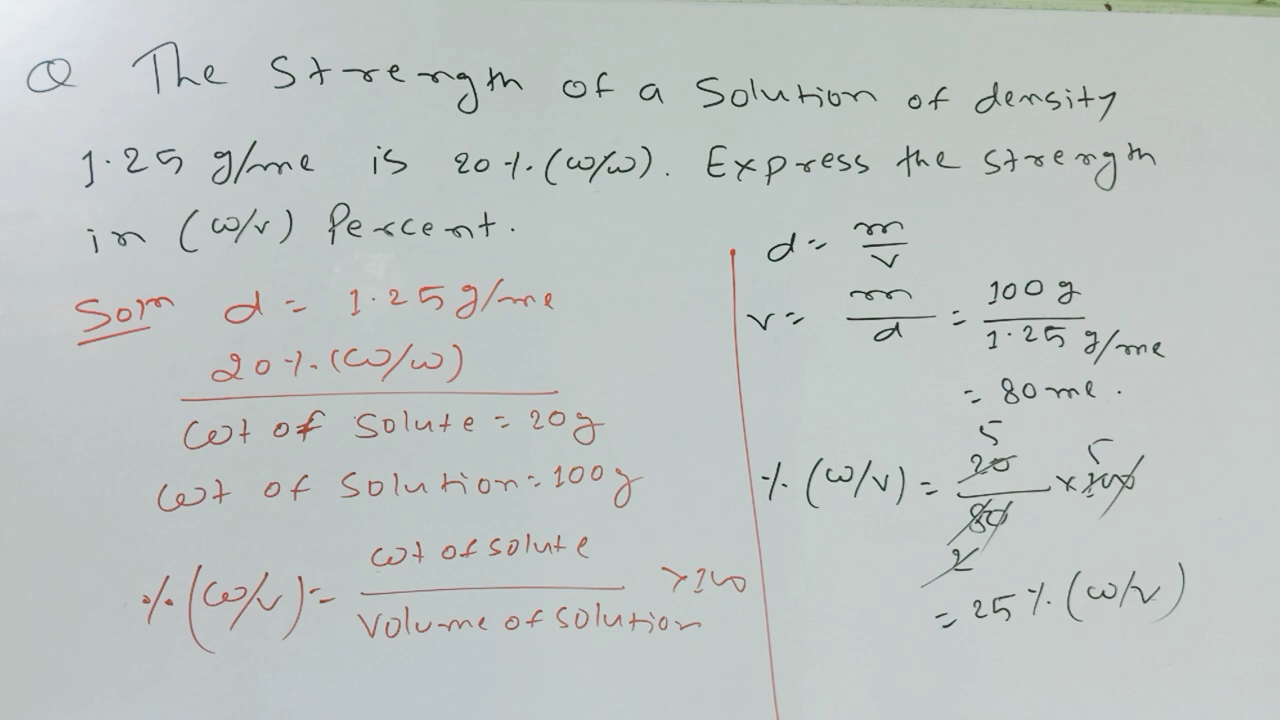 Q The Strength of a Solution of density
1.25 g/ml is 20%.(w/w). Express the strength
in (w/v) Percent.
Soln d = 1.25 g/ml
20%.(w/w)
wt of solute = 20g
wt of solution = 100g
%(w/v) = wt of solute
volume of solution ×100
d = m
v
v = m = 100 g
d 1.25 g/ml
= 80 ml.
5 5
%(w/v) = 20 × 100
80
2
= 25%(w/v)